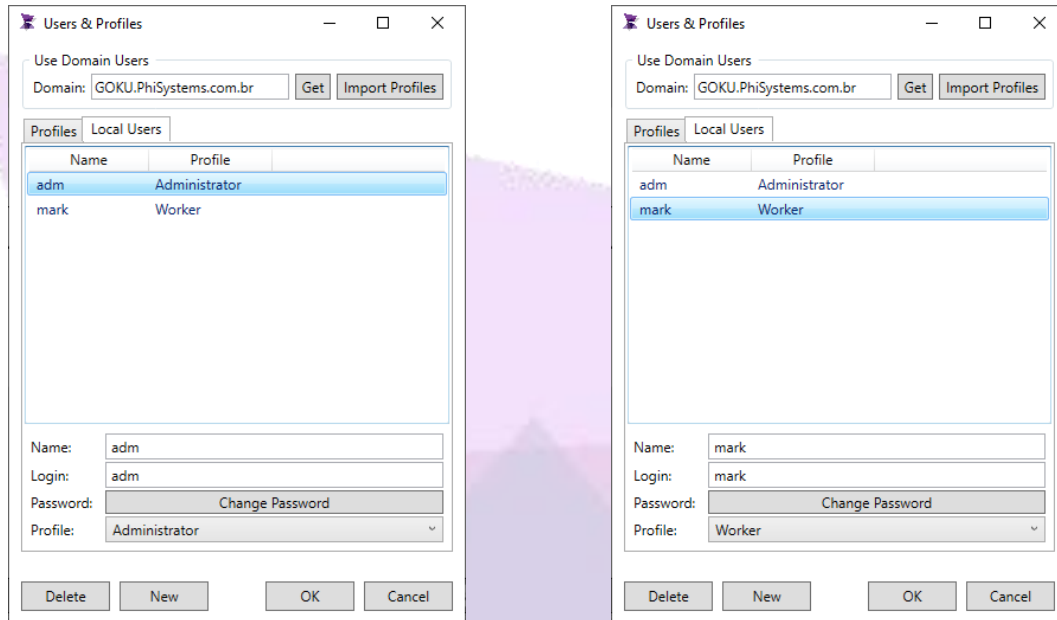 Users & Profiles
Use Domain Users
Domain: GOKU.PhiSystems.com.br Get Import Profiles
Profiles Local Users
Name Profile
adm Administrator
mark Worker
Name: adm
Login: adm
Password: Change Password
Profile: Administrator
Delete New OK Cancel
Users & Profiles
Use Domain Users
Domain: GOKU.PhiSystems.com.br Get Import Profiles
Profiles Local Users
Name Profile
adm Administrator
mark Worker
Name: mark
Login: mark
Password: Change Password
Profile: Worker
Delete New OK Cancel